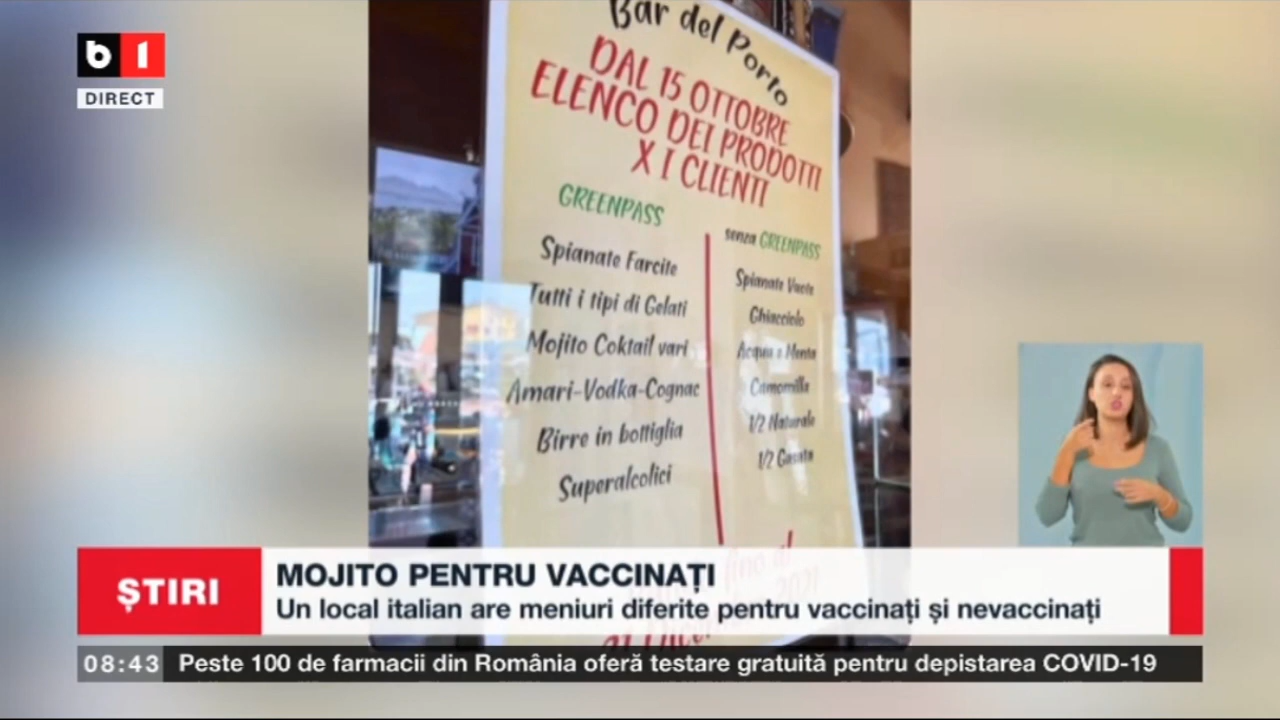 b1
DIRECT
Bar del Porto
DAL 15 OTTOBRE
ELENCO DEI PRODOTTI
X I CLIENTI
GREENPASS
Spianate Farcite
Tutti i tipi di Gelati
Mojito Coktail vari
Amari-Vodka-Cognac
Birre in bottiglia
Superalcolici
senza GREENPASS
Spianate Vuote
Ghiacciolo
Acqua e Menta
Camomilla
1/2 Naturale
1/2 Gasata
fino al
ȘTIRI
MOJITO PENTRU VACCINAȚI
Un local italian are meniuri diferite pentru vaccinați și nevaccinați
08:43 Peste 100 de farmacii din România oferă testare gratuită pentru depistarea COVID-19